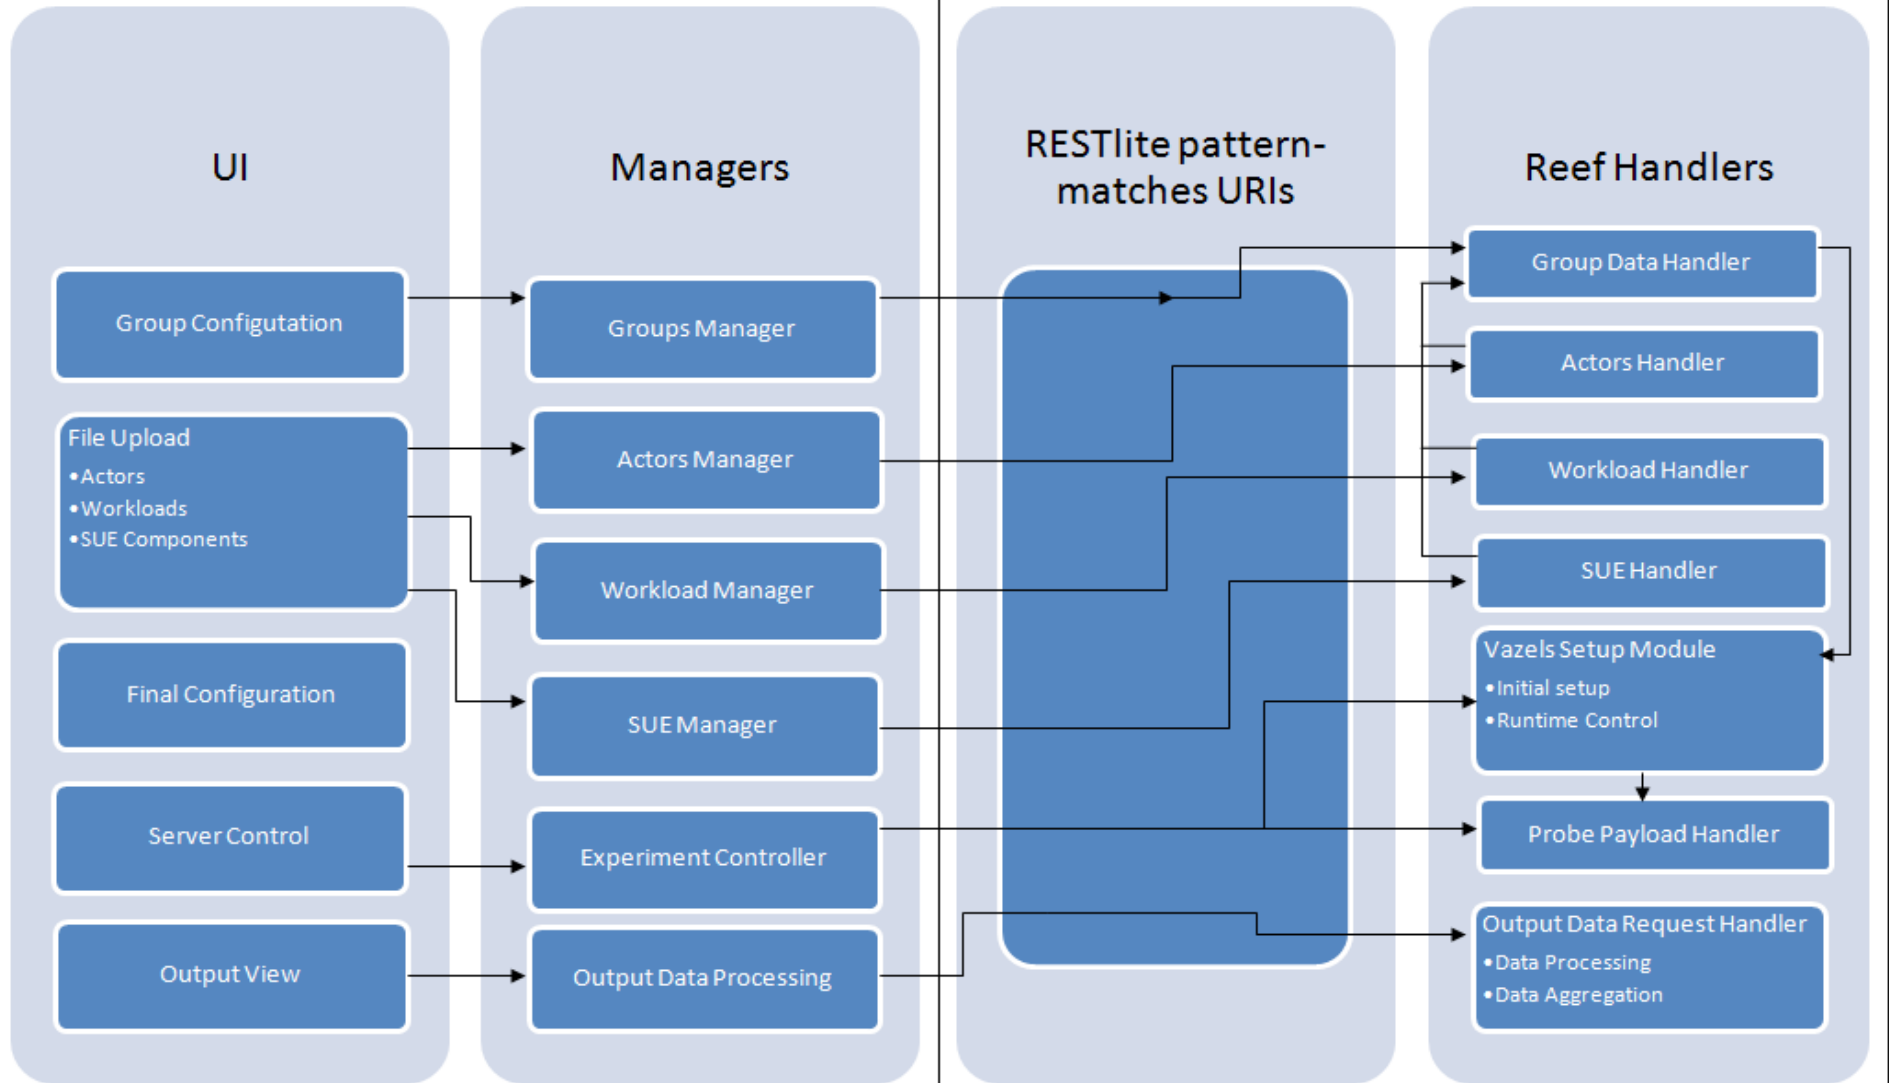 UI
Group Configutation
File Upload
•Actors
•Workloads
•SUE Components
Final Configuration
Server Control
Output View
Managers
Groups Manager
Actors Manager
Workload Manager
SUE Manager
Experiment Controller
Output Data Processing
RESTlite pattern-
matches URIs
Reef Handlers
Group Data Handler
Actors Handler
Workload Handler
SUE Handler
Vazels Setup Module
•Initial setup
•Runtime Control
Probe Payload Handler
Output Data Request Handler
•Data Processing
•Data Aggregation